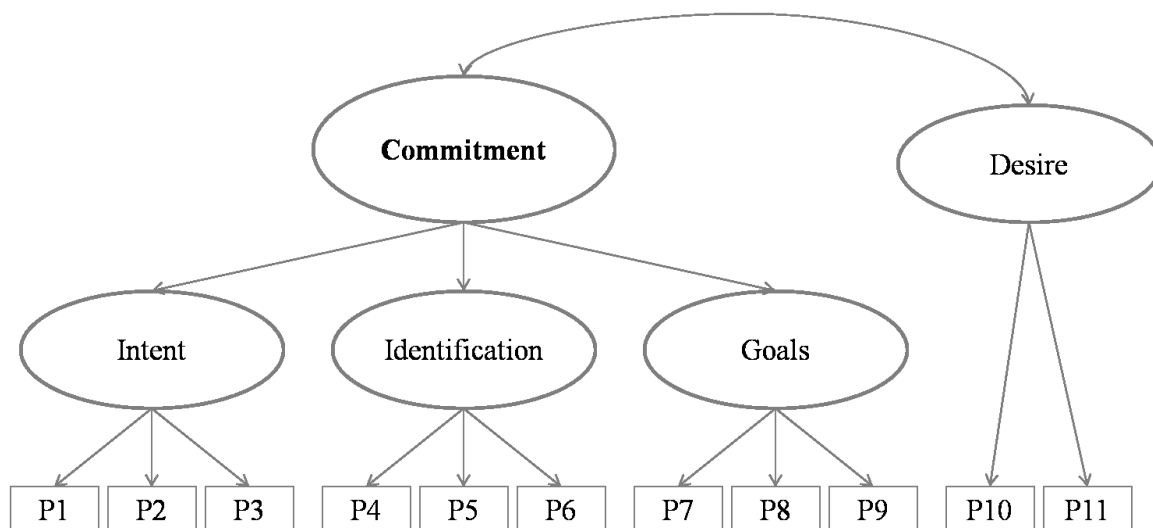 Commitment
Desire
Intent
Identification
Goals
P1
P2
P3
P4
P5
P6
P7
P8
P9
P10
P11